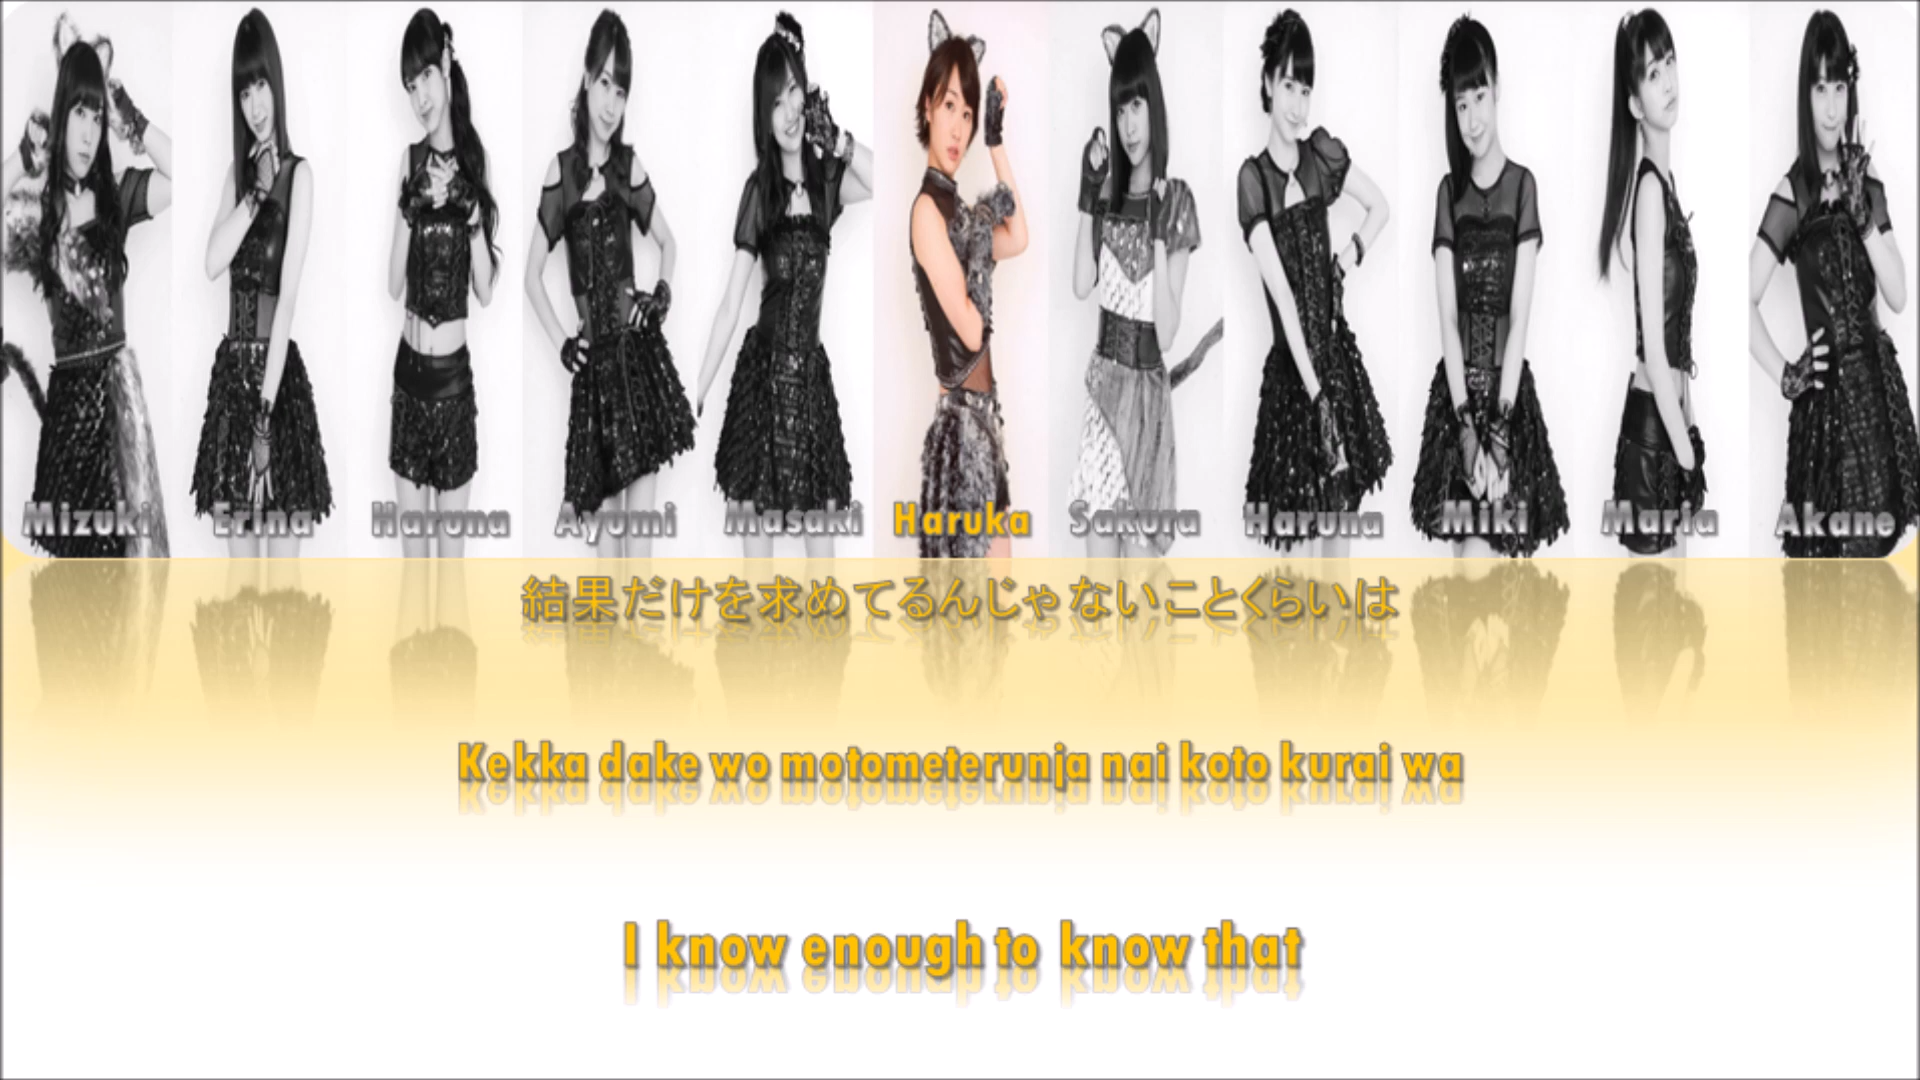 Mizuki Erina Haruna Ayumi Masaki Haruka Sakura Haruna Miki Maria Akane
結果だけを求めてるんじゃないことくらいは
Kekka dake wo motometerunja nai koto kurai wa
I know enough to know that